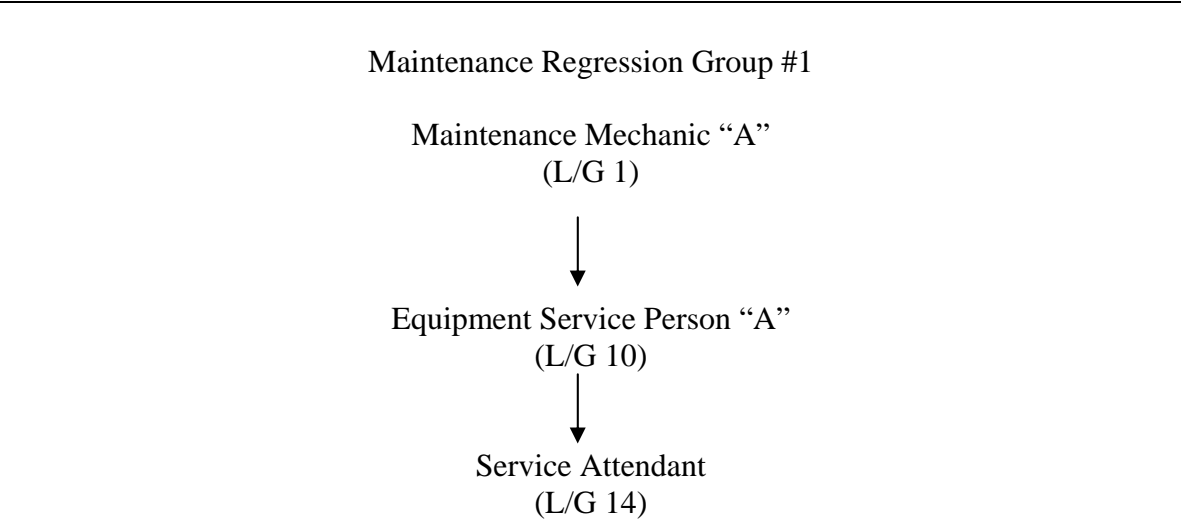 Maintenance Regression Group #1
Maintenance Mechanic “A”
(L/G 1)
Equipment Service Person “A”
(L/G 10)
Service Attendant
(L/G 14)